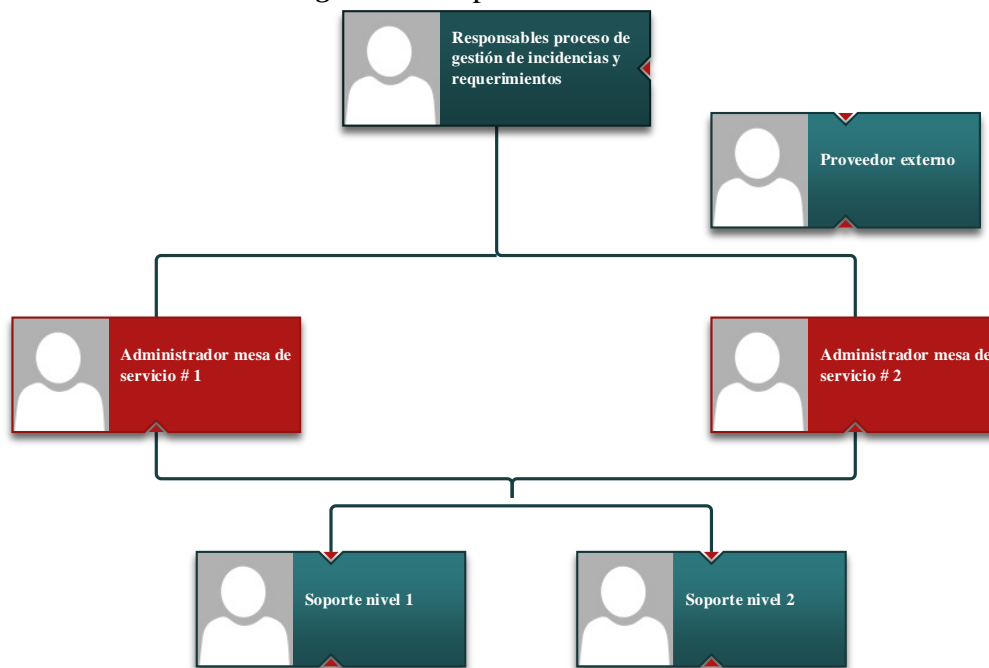 Responsables proceso de
gestión de incidencias y
requerimientos
Proveedor externo
Administrador mesa de
servicio # 1
Administrador mesa de
servicio # 2
Soporte nivel 1
Soporte nivel 2